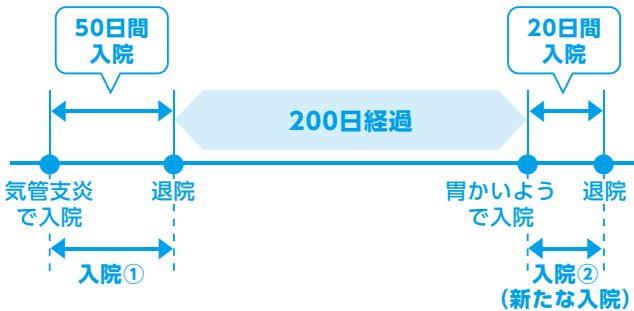 50日間
入院
20日間
入院
200日経過
気管支炎
で入院
退院
胃かいよう
で入院
退院
入院①
入院②
(新たな入院)